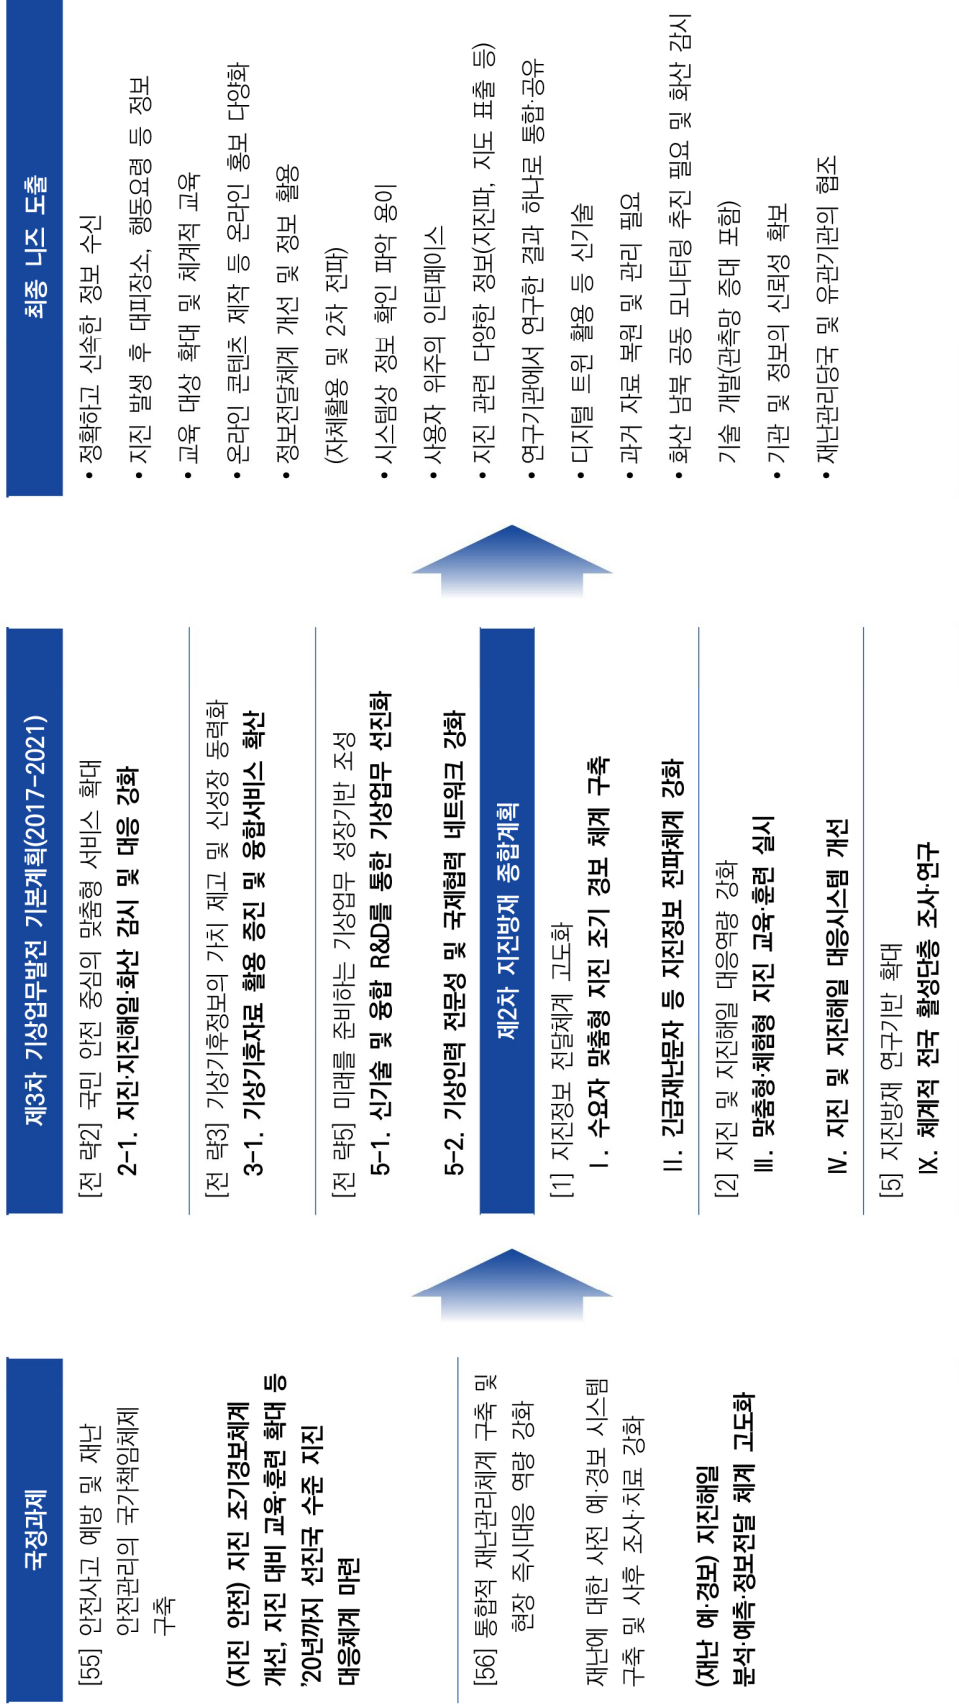 국정과제
[55] 안전사고 예방 및 재난
안전관리의 국가책임체제
구축
(지진 안전) 지진 조기경보체계
개선, 지진 대비 교육·훈련 확대 등
'20년까지 선진국 수준 지진
대응체계 마련
[56] 통합적 재난관리체계 구축 및
현장 즉시대응 역량 강화
재난에 대한 사전 예·경보 시스템
구축 및 사후 조사·치료 강화
(재난 예·경보) 지진해일
분석·예측·정보전달 체계 고도화
제3차 기상업무발전 기본계획(2017-2021)
[전 략2] 국민 안전 중심의 맞춤형 서비스 확대
2-1. 지진·지진해일·화산 감시 및 대응 강화
[전 략3] 기상기후정보의 가치 제고 및 신성장 동력화
3-1. 기상기후자료 활용 증진 및 융합서비스 확산
[전 략5] 미래를 준비하는 기상업무 성장기반 조성
5-1. 신기술 및 융합 R&D를 통한 기상업무 선진화
5-2. 기상인력 전문성 및 국제협력 네트워크 강화
제2차 지진방재 종합계획
[1] 지진정보 전달체계 고도화
Ⅰ. 수요자 맞춤형 지진 조기 경보 체계 구축
Ⅱ. 긴급재난문자 등 지진정보 전파체계 강화
[2] 지진 및 지진해일 대응역량 강화
Ⅲ. 맞춤형·체험형 지진 교육·훈련 실시
Ⅳ. 지진 및 지진해일 대응시스템 개선
[5] 지진방재 연구기반 확대
Ⅸ. 체계적 전국 활성단층 조사·연구
최종 니즈 도출
• 정확하고 신속한 정보 수신
• 지진 발생 후 대피장소, 행동요령 등 정보
• 교육 대상 확대 및 체계적 교육
• 온라인 콘텐츠 제작 등 온라인 홍보 다양화
• 정보전달체계 개선 및 정보 활용
(자체활용 및 2차 전파)
• 시스템상 정보 확인 파악 용이
• 사용자 위주의 인터페이스
• 지진 관련 다양한 정보(지진파, 지도 표출 등)
• 연구기관에서 연구한 결과 하나로 통합·공유
• 디지털 트윈 활용 등 신기술
• 과거 자료 복원 및 관리 필요
• 화산 남북 공동 모니터링 추진 필요 및 화산 감시
기술 개발(관측망 증대 포함)
• 기관 및 정보의 신뢰성 확보
• 재난관리당국 및 유관기관의 협조